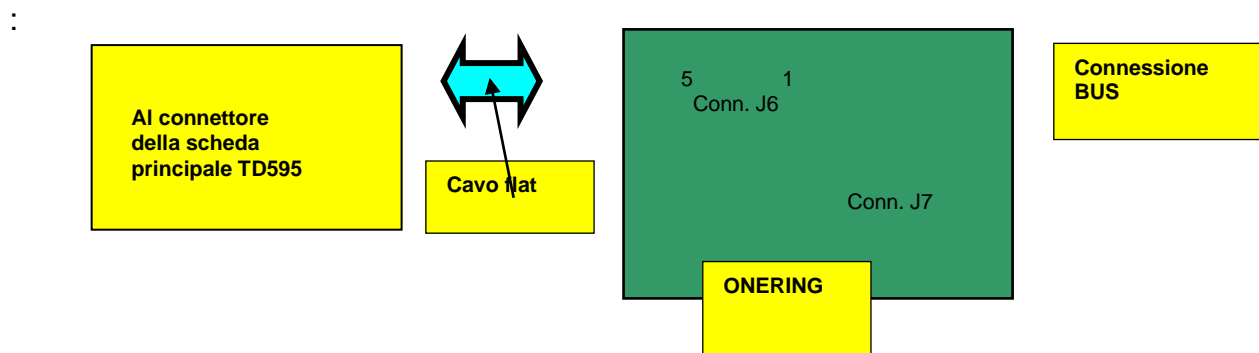 :
Al connettore
della scheda
principale TD595
Cavo flat
5 1
Conn. J6
Conn. J7
ONERING
Connessione
BUS